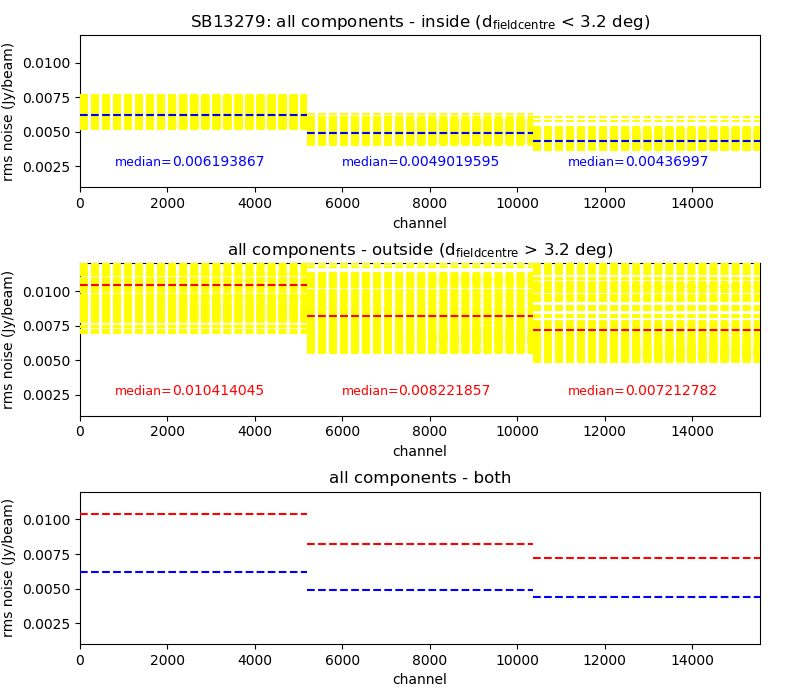 SB13279: all components - inside (dfieldcentre < 3.2 deg)
rms noise (Jy/beam)
0.0100
0.0075
0.0050
0.0025
median=0.006193867 median=0.0049019595 median=0.00436997
0 2000 4000 6000 8000 10000 12000 14000
channel
all components - outside (dfieldcentre > 3.2 deg)
rms noise (Jy/beam)
0.0100
0.0075
0.0050
0.0025
median=0.010414045 median=0.008221857 median=0.007212782
0 2000 4000 6000 8000 10000 12000 14000
channel
all components - both
rms noise (Jy/beam)
0.0100
0.0075
0.0050
0.0025
0 2000 4000 6000 8000 10000 12000 14000
channel